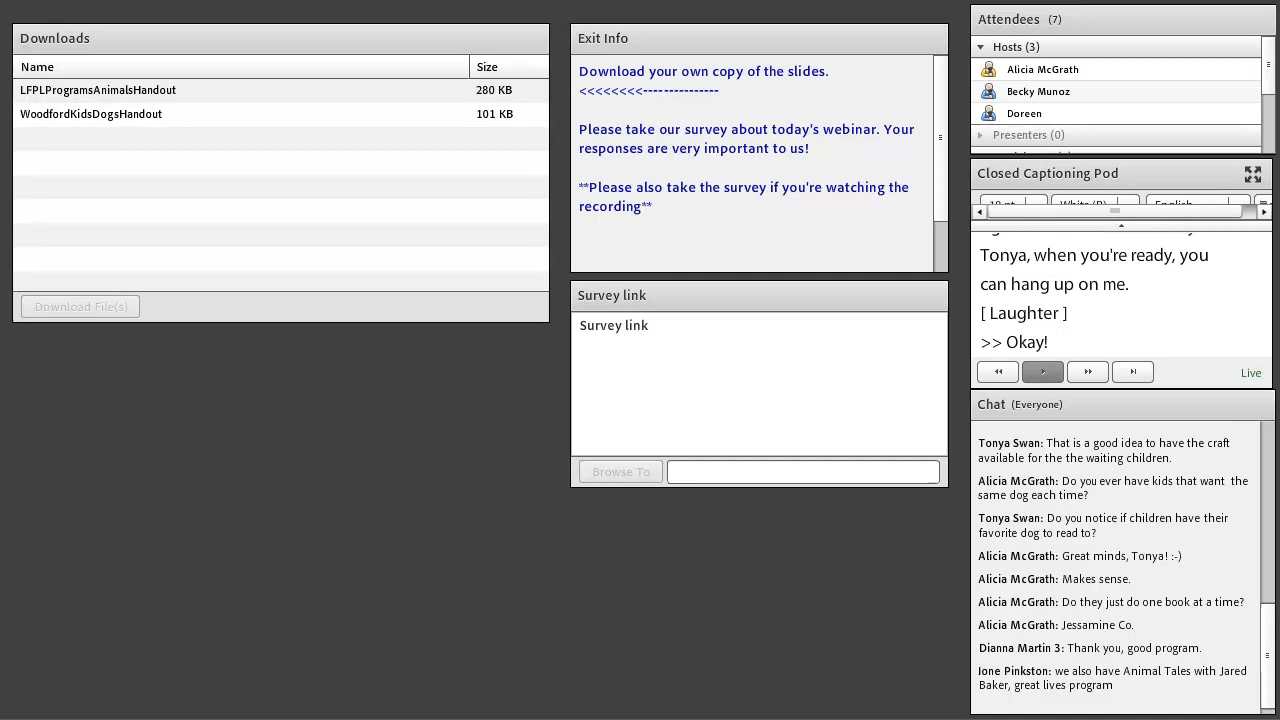 Downloads
Name Size
LFPLProgramsAnimalsHandout 280 KB
WoodfordKidsDogsHandout 101 KB
Download File(s)
Exit Info
Download your own copy of the slides.
<<<<<<<<---------------
Please take our survey about today's webinar. Your
responses are very important to us!
**Please also take the survey if you're watching the
recording**
Survey link
Survey link
Browse To
Attendees (7)
Hosts (3)
Alicia McGrath
Becky Munoz
Doreen
Presenters (0)
Closed Captioning Pod
English
Tonya, when you're ready, you
can hang up on me.
[ Laughter ]
>> Okay!
Live
Chat (Everyone)
Tonya Swan: That is a good idea to have the craft
available for the the waiting children.
Alicia McGrath: Do you ever have kids that want the
same dog each time?
Tonya Swan: Do you notice if children have their
favorite dog to read to?
Alicia McGrath: Great minds, Tonya! :-)
Alicia McGrath: Makes sense.
Alicia McGrath: Do they just do one book at a time?
Alicia McGrath: Jessamine Co.
Dianna Martin 3: Thank you, good program.
Ione Pinkston: we also have Animal Tales with Jared
Baker, great lives program